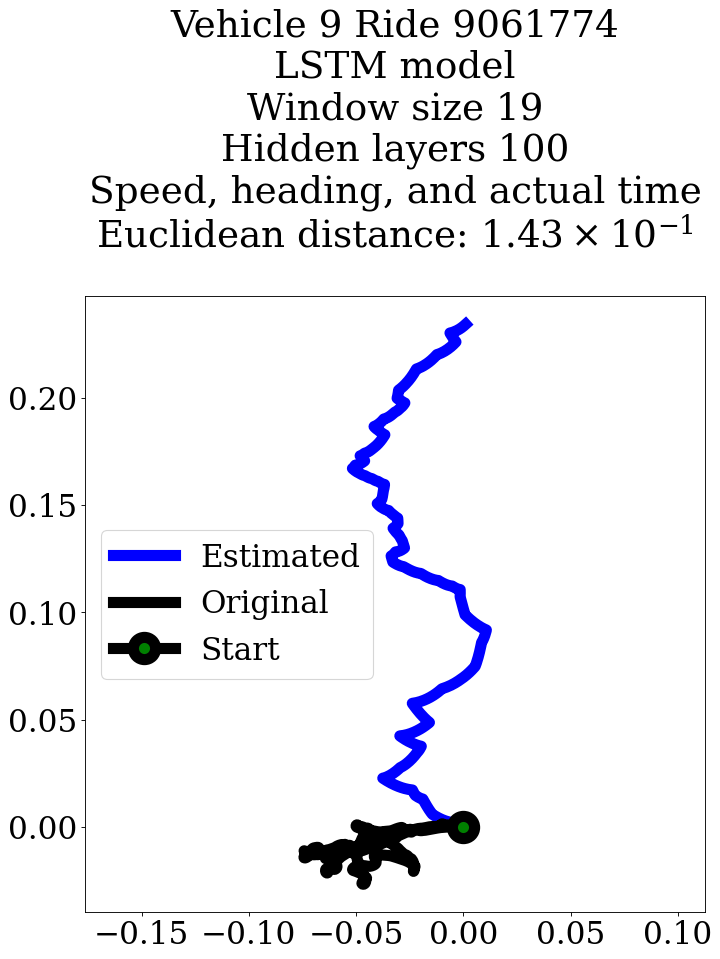 Vehicle 9 Ride 9061774
LSTM model
Window size 19
Hidden layers 100
Speed, heading, and actual time
Euclidean distance: 1.43 × 10⁻¹
0.20
0.15
0.10
0.05
0.00
Estimated
Original
Start
−0.15 −0.10 −0.05 0.00 0.05 0.10